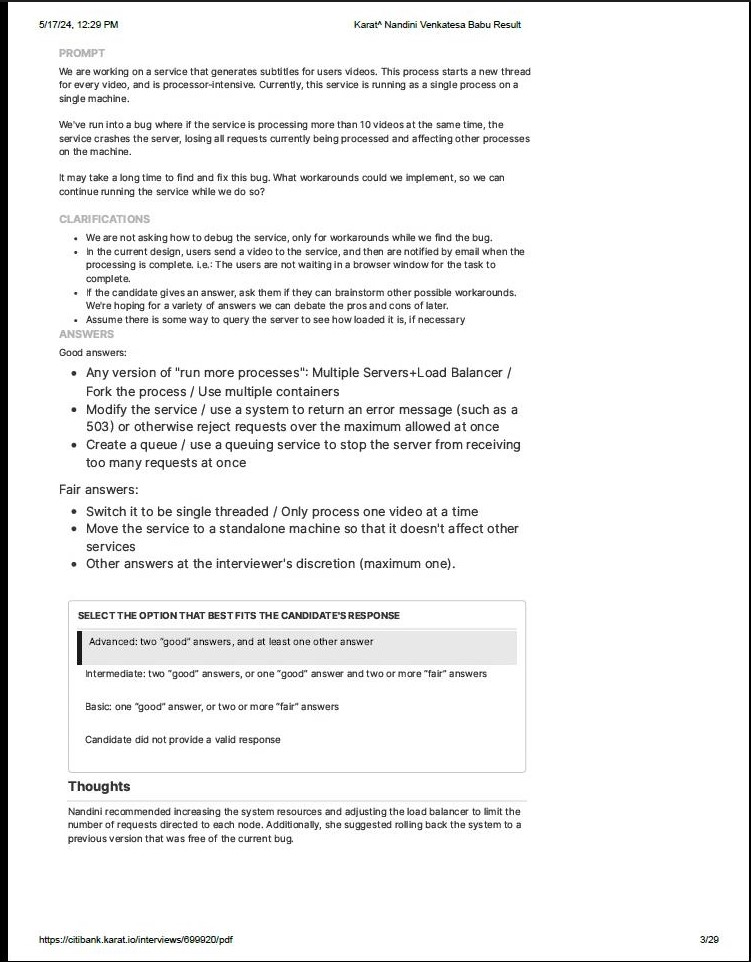 5/17/24, 12:29 PM
Karat^ Nandini Venkatesa Babu Result
PROMPT
We are working on a service that generates subtitles for users videos. This process starts a new thread
for every video, and is processor-intensive. Currently, this service is running as a single process on a
single machine.
We've run into a bug where if the service is processing more than 10 videos at the same time, the
service crashes the server, losing all requests currently being processed and affecting other processes
on the machine.
It may take a long time to find and fix this bug. What workarounds could we implement, so we can
continue running the service while we do so?
CLARIFICATIONS
• We are not asking how to debug the service, only for workarounds while we find the bug.
• In the current design, users send a video to the service, and then are notified by email when the
processing is complete. i.e.: The users are not waiting in a browser window for the task to
complete.
• If the candidate gives an answer, ask them if they can brainstorm other possible workarounds.
We're hoping for a variety of answers we can debate the pros and cons of later.
• Assume there is some way to query the server to see how loaded it is, if necessary
ANSWERS
Good answers:
• Any version of "run more processes": Multiple Servers+Load Balancer /
Fork the process / Use multiple containers
• Modify the service / use a system to return an error message (such as a
503) or otherwise reject requests over the maximum allowed at once
• Create a queue / use a queuing service to stop the server from receiving
too many requests at once
Fair answers:
• Switch it to be single threaded / Only process one video at a time
• Move the service to a standalone machine so that it doesn't affect other
services
• Other answers at the interviewer's discretion (maximum one).
SELECT THE OPTION THAT BEST FITS THE CANDIDATE'S RESPONSE
Advanced: two "good" answers, and at least one other answer
Intermediate: two "good" answers, or one "good" answer and two or more "fair" answers
Basic: one "good" answer, or two or more "fair" answers
Candidate did not provide a valid response
Thoughts
Nandini recommended increasing the system resources and adjusting the load balancer to limit the
number of requests directed to each node. Additionally, she suggested rolling back the system to a
previous version that was free of the current bug.
https://citibank.karat.io/interviews/699920/pdf
3/29